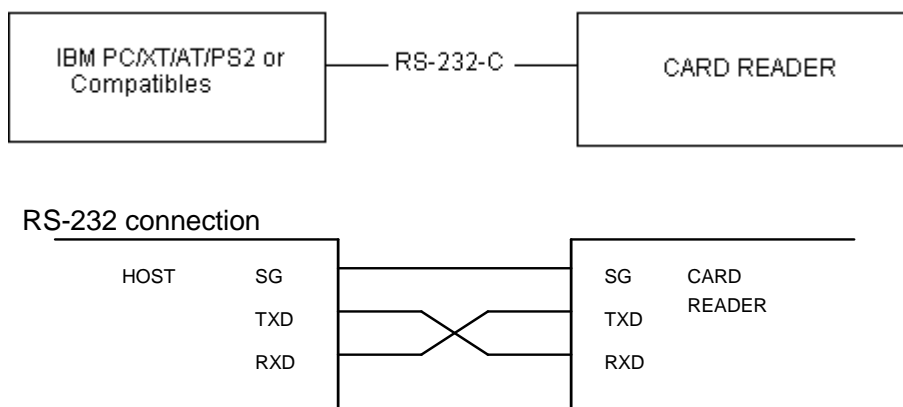 IBM PC/XT/AT/PS2 or
Compatibles
RS-232-C
CARD READER
RS-232 connection
HOST SG
TXD
RXD
SG CARD
READER
TXD
RXD